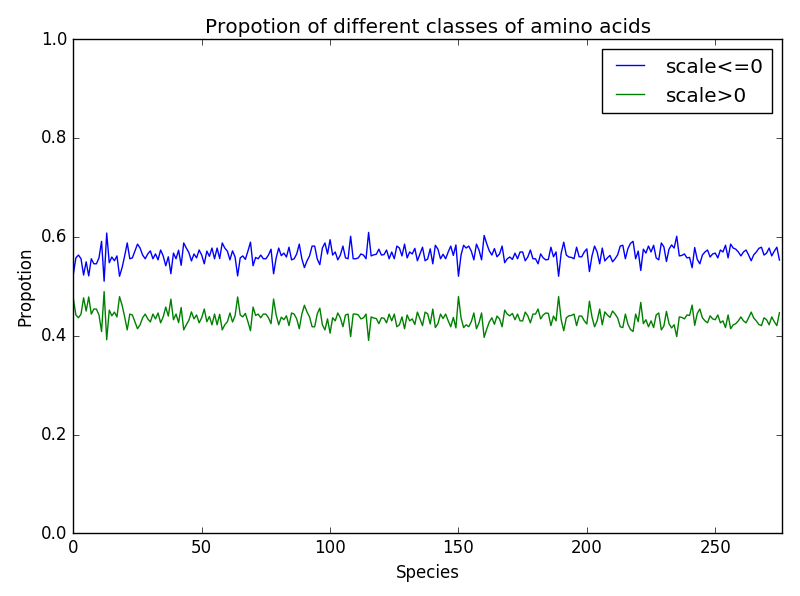 Propotion of different classes of amino acids
1.0
scale<=0
scale>0
0.8
0.6
Propotion
0.4
0.2
0.0
0 50 100 150 200 250
Species